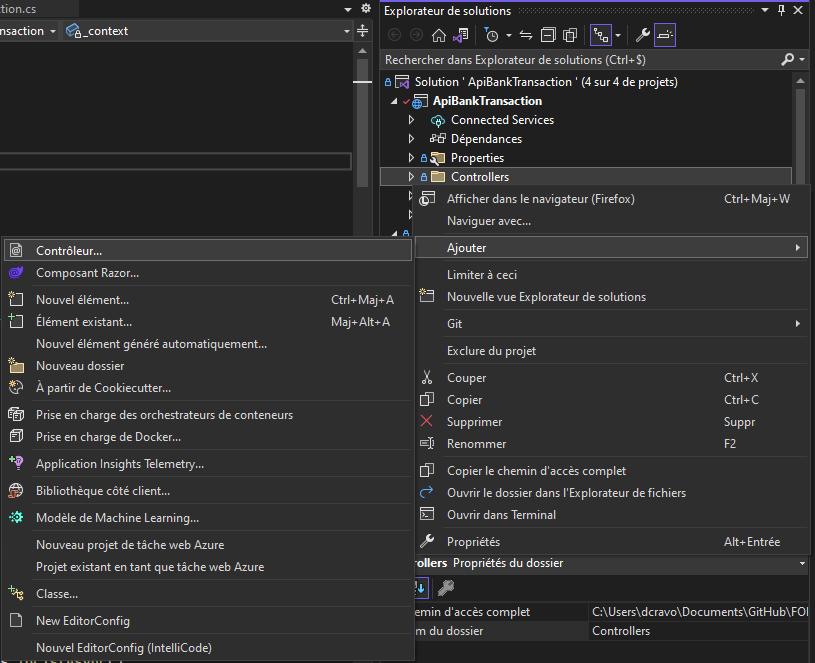 ction.cs
Explorateur de solutions
nsaction
_context
Rechercher dans Explorateur de solutions (Ctrl+$)
Solution ' ApiBankTransaction ' (4 sur 4 de projets)
ApiBankTransaction
Connected Services
Dépendances
Properties
Controllers
Afficher dans le navigateur (Firefox) Ctrl+Maj+W
Naviguer avec...
Ajouter
Limiter à ceci
Nouvelle vue Explorateur de solutions
Git
Exclure du projet
Couper Ctrl+X
Copier Ctrl+C
Supprimer Suppr
Renommer F2
Copier le chemin d'accès complet
Ouvrir le dossier dans l'Explorateur de fichiers
Ouvrir dans Terminal
Propriétés Alt+Entrée
Contrôleur...
Composant Razor...
Nouvel élément... Ctrl+Maj+A
Élément existant... Maj+Alt+A
Nouvel élément généré automatiquement...
Nouveau dossier
À partir de Cookiecutter...
Prise en charge des orchestrateurs de conteneurs
Prise en charge de Docker...
Application Insights Telemetry...
Bibliothèque côté client...
Modèle de Machine Learning...
Nouveau projet de tâche web Azure
Projet existant en tant que tâche web Azure
Classe...
New EditorConfig
Nouvel EditorConfig (IntelliCode)
rollers Propriétés du dossier
emin d'accès complet C:\Users\dcravo\Documents\GitHub\FO
m du dossier Controllers